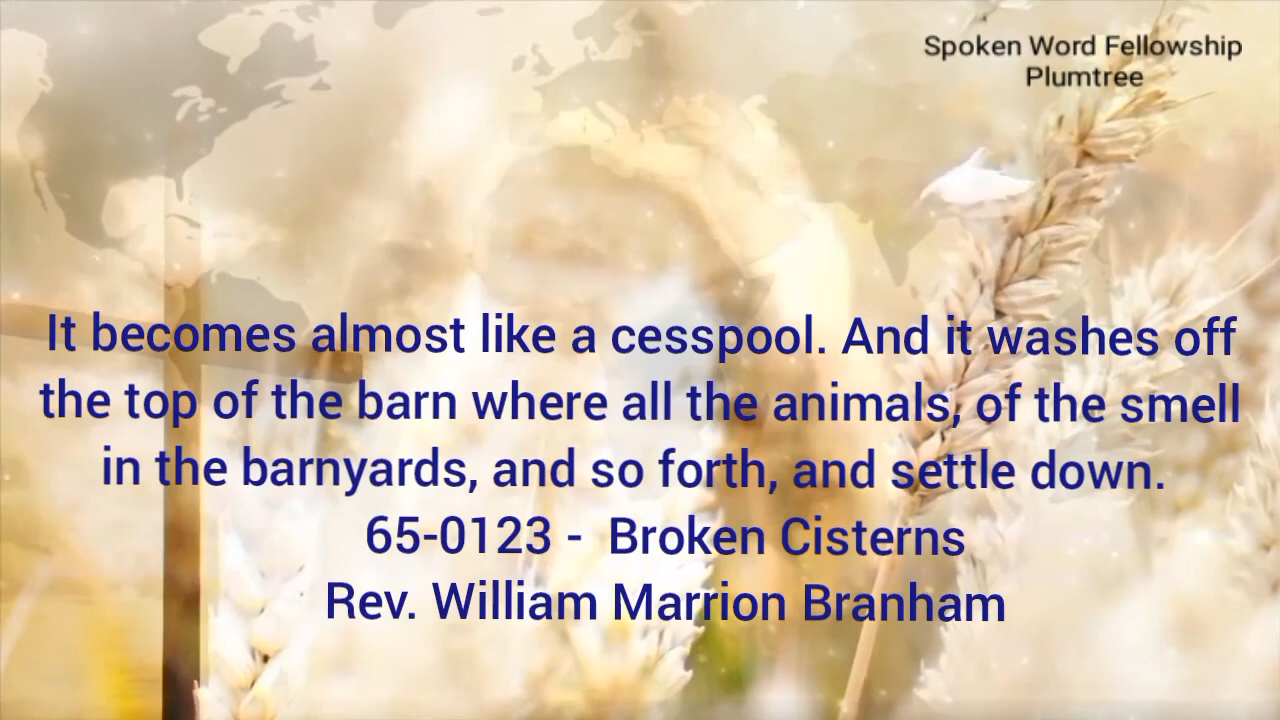 Spoken Word Fellowship
Plumtree
It becomes almost like a cesspool. And it washes off
the top of the barn where all the animals, of the smell
in the barnyards, and so forth, and settle down.
65-0123 - Broken Cisterns
Rev. William Marrion Branham